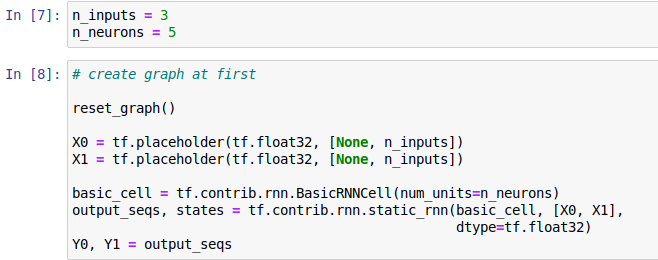 In [7]: n_inputs = 3
n_neurons = 5
In [8]: # create graph at first
reset_graph()
X0 = tf.placeholder(tf.float32, [None, n_inputs])
X1 = tf.placeholder(tf.float32, [None, n_inputs])
basic_cell = tf.contrib.rnn.BasicRNNCell(num_units=n_neurons)
output_seqs, states = tf.contrib.rnn.static_rnn(basic_cell, [X0, X1],
dtype=tf.float32)
Y0, Y1 = output_seqs